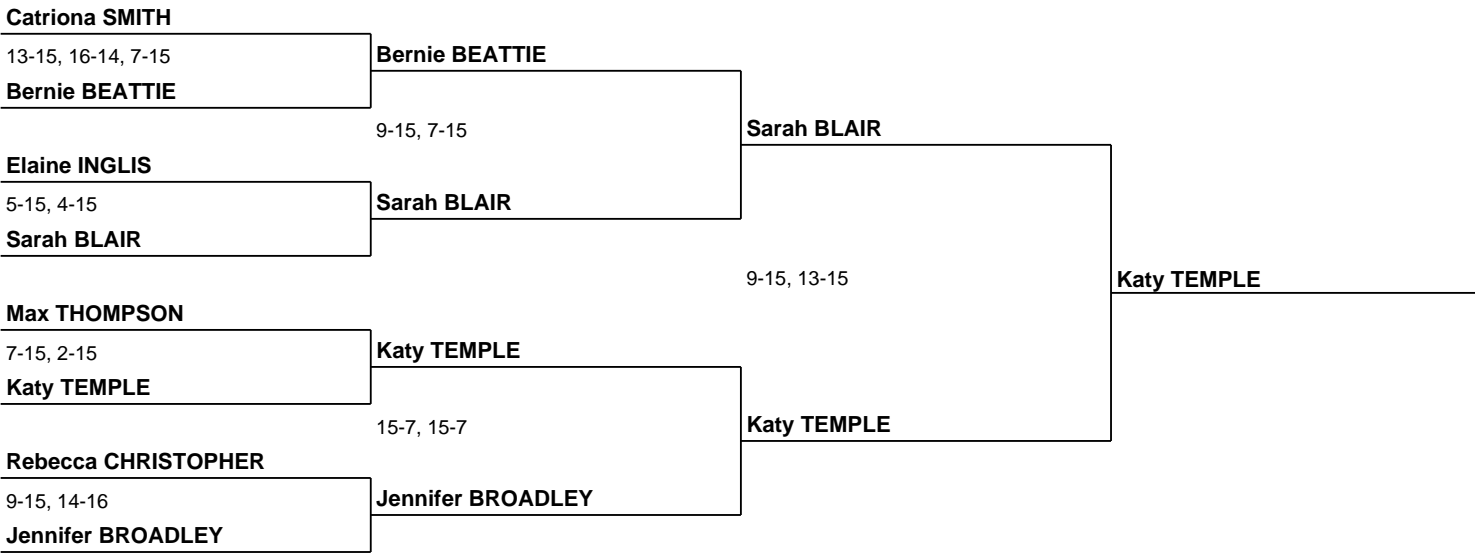 Catriona SMITH
13-15, 16-14, 7-15
Bernie BEATTIE
Bernie BEATTIE
9-15, 7-15
Sarah BLAIR
Elaine INGLIS
5-15, 4-15
Sarah BLAIR
Sarah BLAIR
9-15, 13-15
Katy TEMPLE
Max THOMPSON
7-15, 2-15
Katy TEMPLE
Katy TEMPLE
15-7, 15-7
Katy TEMPLE
Rebecca CHRISTOPHER
9-15, 14-16
Jennifer BROADLEY
Jennifer BROADLEY